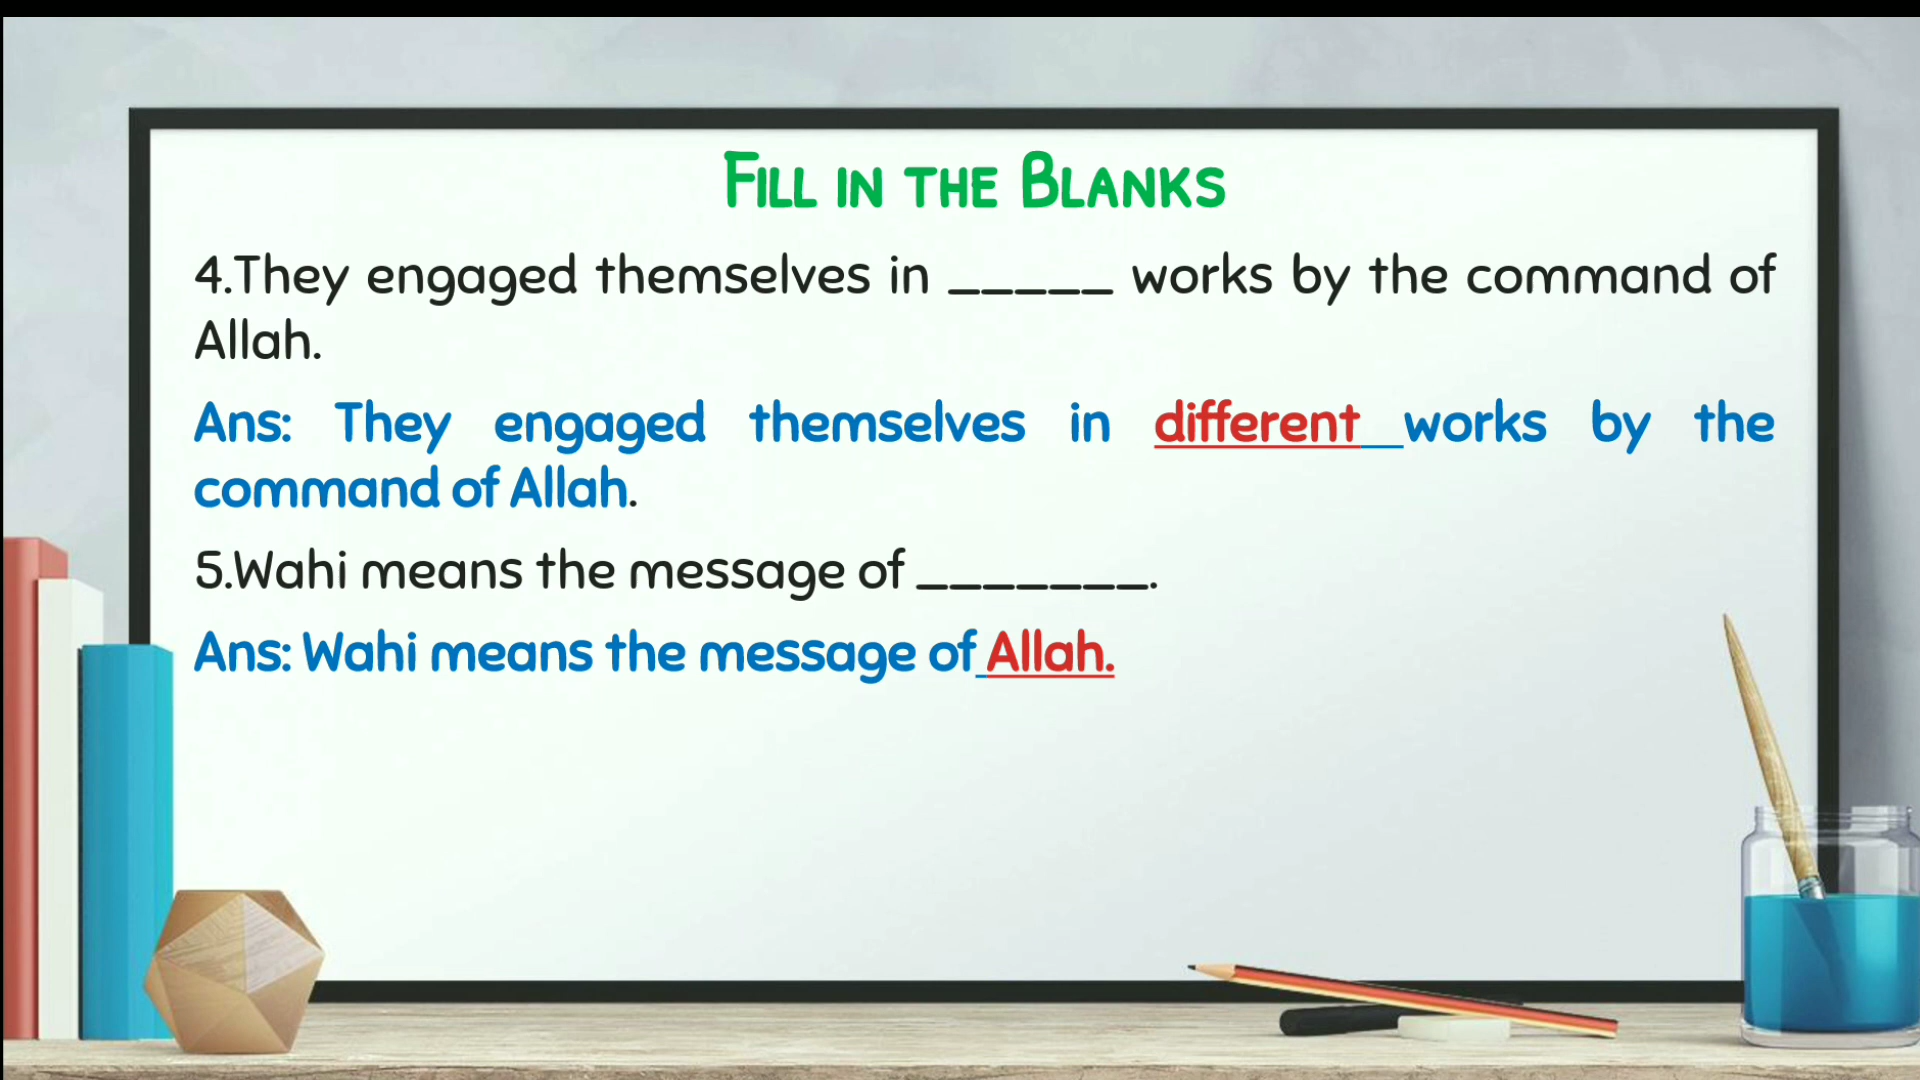 Fill in the Blanks
4.They engaged themselves in _____ works by the command of
Allah.
Ans: They engaged themselves in different works by the
command of Allah.
5.Wahi means the message of _______.
Ans: Wahi means the message of Allah.